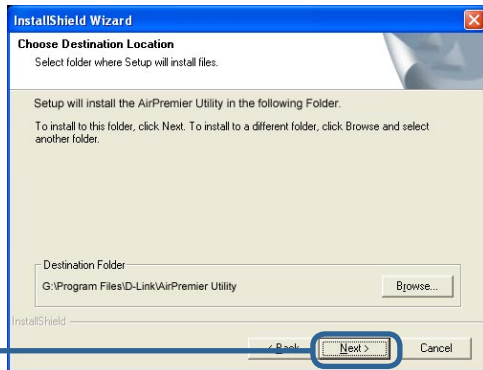 InstallShield Wizard
Choose Destination Location
Select folder where Setup will install files.
Setup will install the AirPremier Utility in the following Folder.
To install to this folder, click Next. To install to a different folder, click Browse and select
another folder.
Destination Folder
G:\Program Files\D-Link\AirPremier Utility
Browse...
InstallShield
< Back
Next >
Cancel